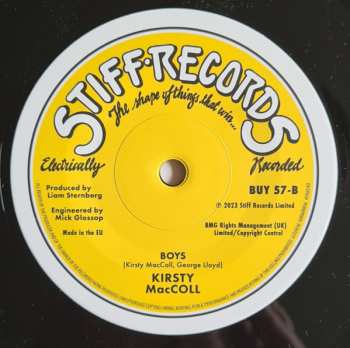 STIFF•RECORDS
The shape of things that win...
Electrically Recorded
Produced by
Liam Sternberg
Engineered by
Mick Glossop
Made in the EU
BUY 57-B
℗ 2023 Stiff Records Limited
BMG Rights Management (UK)
Limited/Copyright Control
BOYS
(Kirsty MacColl, George Lloyd)
KIRSTY
MacCOLL